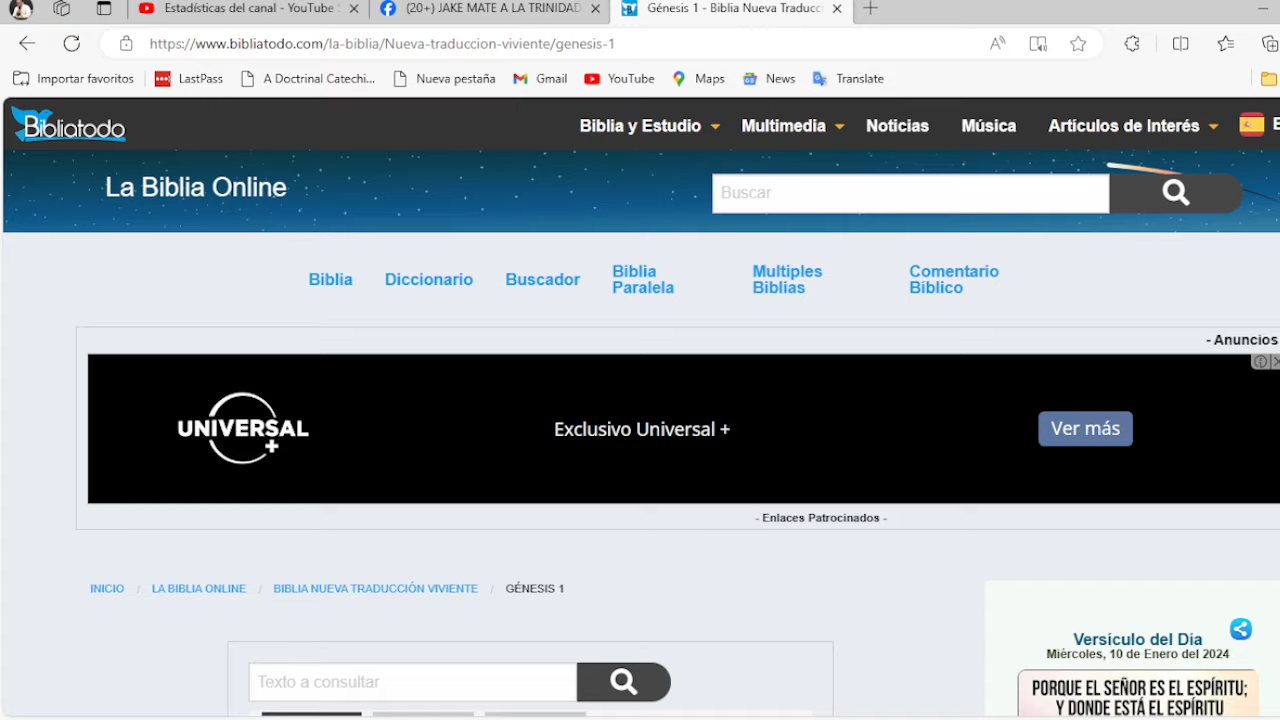 Estadísticas del canal - YouTube S
(20+) JAKE MATE A LA TRINIDAD
Génesis 1 - Biblia Nueva Traducc
https://www.bibliatodo.com/la-biblia/Nueva-traduccion-viviente/genesis-1
Importar favoritos
LastPass
A Doctrinal Catechi...
Nueva pestaña
Gmail
YouTube
Maps
News
Translate
Bibliatodo
Biblia y Estudio
Multimedia
Noticias
Música
Articulos de Interés
E
La Biblia Online
Buscar
Biblia
Diccionario
Buscador
Biblia
Paralela
Multiples
Biblias
Comentario
Bíblico
- Anuncios
UNIVERSAL
+
Exclusivo Universal +
Ver más
- Enlaces Patrocinados -
INICIO / LA BIBLIA ONLINE / BIBLIA NUEVA TRADUCCIÓN VIVIENTE / GÉNESIS 1
Texto a consultar
Versículo del Día
Miércoles, 10 de Enero del 2024
PORQUE EL SEÑOR ES EL ESPÍRITU;
Y DONDE ESTÁ EL ESPÍRITU